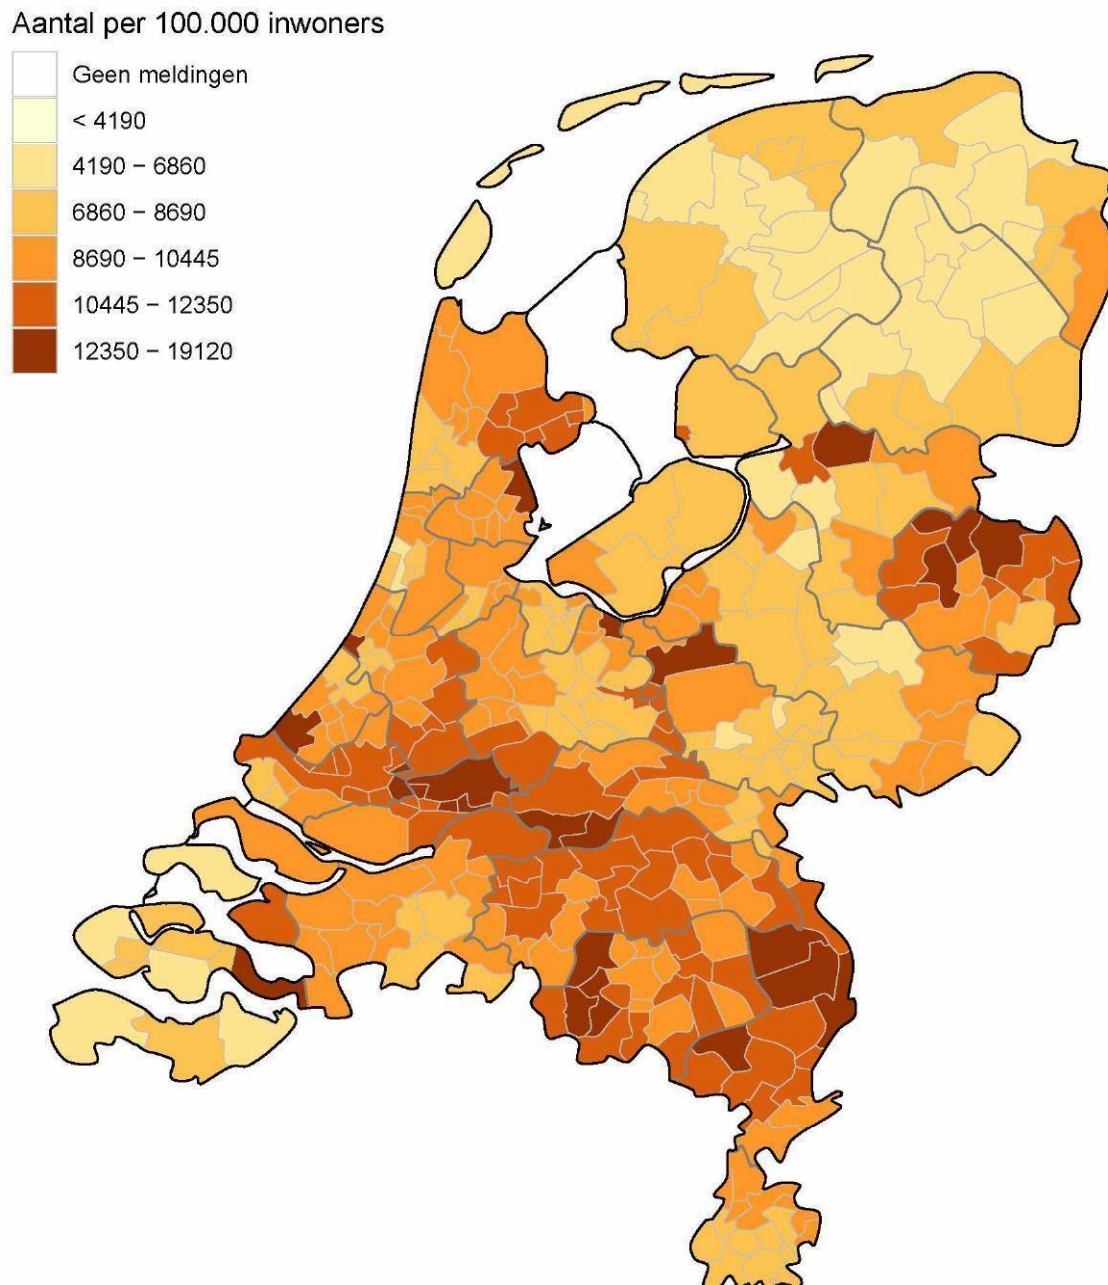 Aantal per 100.000 inwoners
Geen meldingen
< 4190
4190 − 6860
6860 − 8690
8690 − 10445
10445 − 12350
12350 − 19120